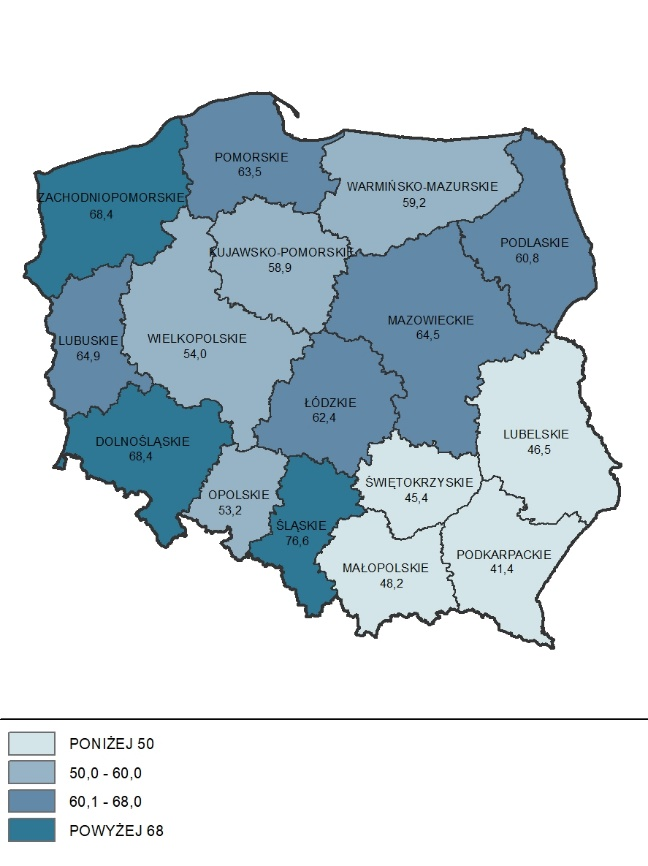 POMORSKIE
63,5
WARMIŃSKO-MAZURSKIE
59,2
ZACHODNIOPOMORSKIE
68,4
KUJAWSKO-POMORSKIE
58,9
PODLASKIE
60,8
MAZOWIECKIE
64,5
LUBUSKIE
64,9
WIELKOPOLSKIE
54,0
ŁÓDZKIE
62,4
DOLNOŚLĄSKIE
68,4
LUBELSKIE
46,5
OPOLSKIE
53,2
ŚWIĘTOKRZYSKIE
45,4
ŚLĄSKIE
76,6
MAŁOPOLSKIE
48,2
PODKARPACKIE
41,4
PONIŻEJ 50
50,0 - 60,0
60,1 - 68,0
POWYŻEJ 68